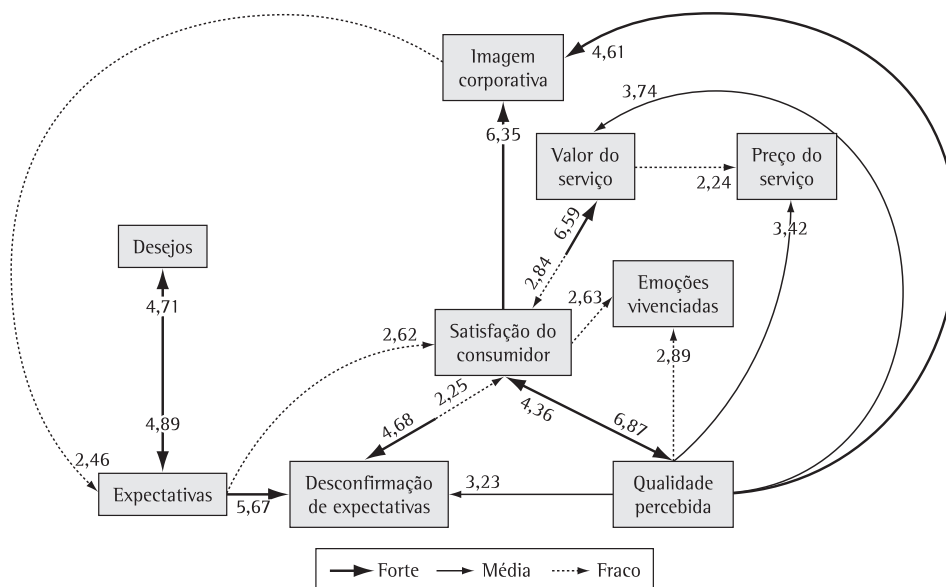 Imagem
corporativa
4,61
3,74
6,35
Valor do
serviço
Preço do
serviço
2,24
6,59
3,42
Desejos
4,71
2,84
Emoções
vivenciadas
2,63
2,62
Satisfação do
consumidor
2,89
2,25
4,68
4,36
6,87
4,89
2,46
Expectativas
5,67
Desconfirmação
de expectativas
3,23
Qualidade
percebida
Forte
Média
Fraco